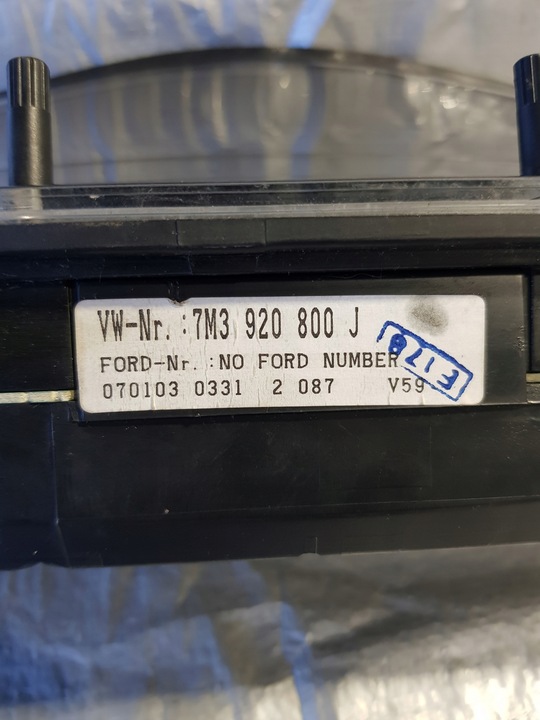 VW-Nr. :7M3 920 800 J
FORD-Nr. :NO FORD NUMBER
070103 0331 2 087 V59